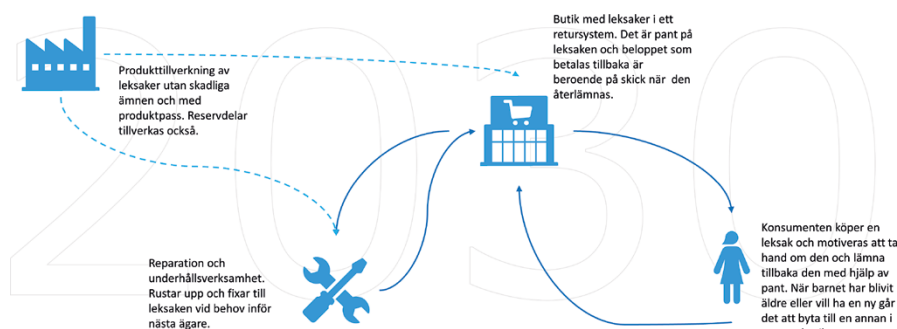 2030
Produkttillverkning av
leksaker utan skadliga
ämnen och med
produktpass. Reservdelar
tillverkas också.
Butik med leksaker i ett
retursystem. Det är pant på
leksaken och beloppet som
betalas tillbaka är
beroende på skick när den
återlämnas.
Reparation och
underhållsverksamhet.
Rustar upp och fixar till
leksaken vid behov inför
nästa ägare.
Konsumenten köper en
leksak och motiveras att ta
hand om den och lämna
tillbaka den med hjälp av
pant. När barnet har blivit
äldre eller vill ha en ny går
det att byta till en annan i